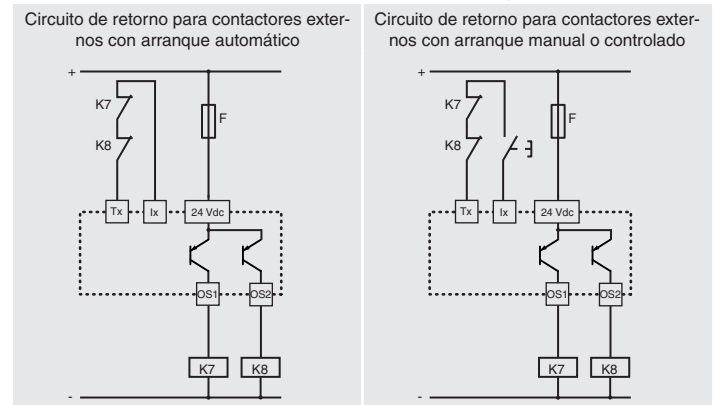 Circuito de retorno para contactores exter-
nos con arranque automático
+
K7
F
K8
Tx
Ix
24 Vdc
OS1
OS2
K7
K8
-
Circuito de retorno para contactores exter-
nos con arranque manual o controlado
+
K7
F
K8
Tx
Ix
24 Vdc
OS1
OS2
K7
K8
-